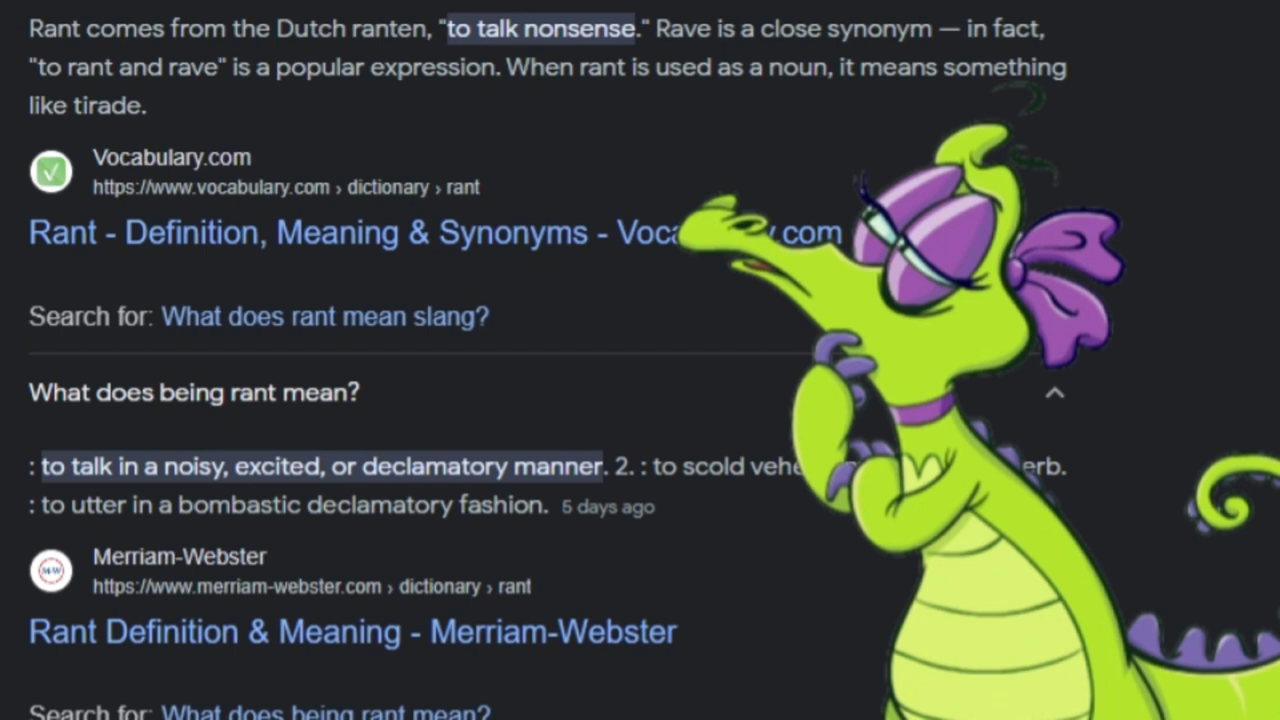 Rant comes from the Dutch ranten, "to talk nonsense." Rave is a close synonym — in fact,
"to rant and rave" is a popular expression. When rant is used as a noun, it means something
like tirade.
Vocabulary.com
https://www.vocabulary.com › dictionary › rant
Rant - Definition, Meaning & Synonyms - Voca .com
Search for: What does rant mean slang?
What does being rant mean?
: to talk in a noisy, excited, or declamatory manner. 2. : to scold vehe erb.
: to utter in a bombastic declamatory fashion. 5 days ago
M-W
Merriam-Webster
https://www.merriam-webster.com › dictionary › rant
Rant Definition & Meaning - Merriam-Webster
Search for: What does being rant mean?